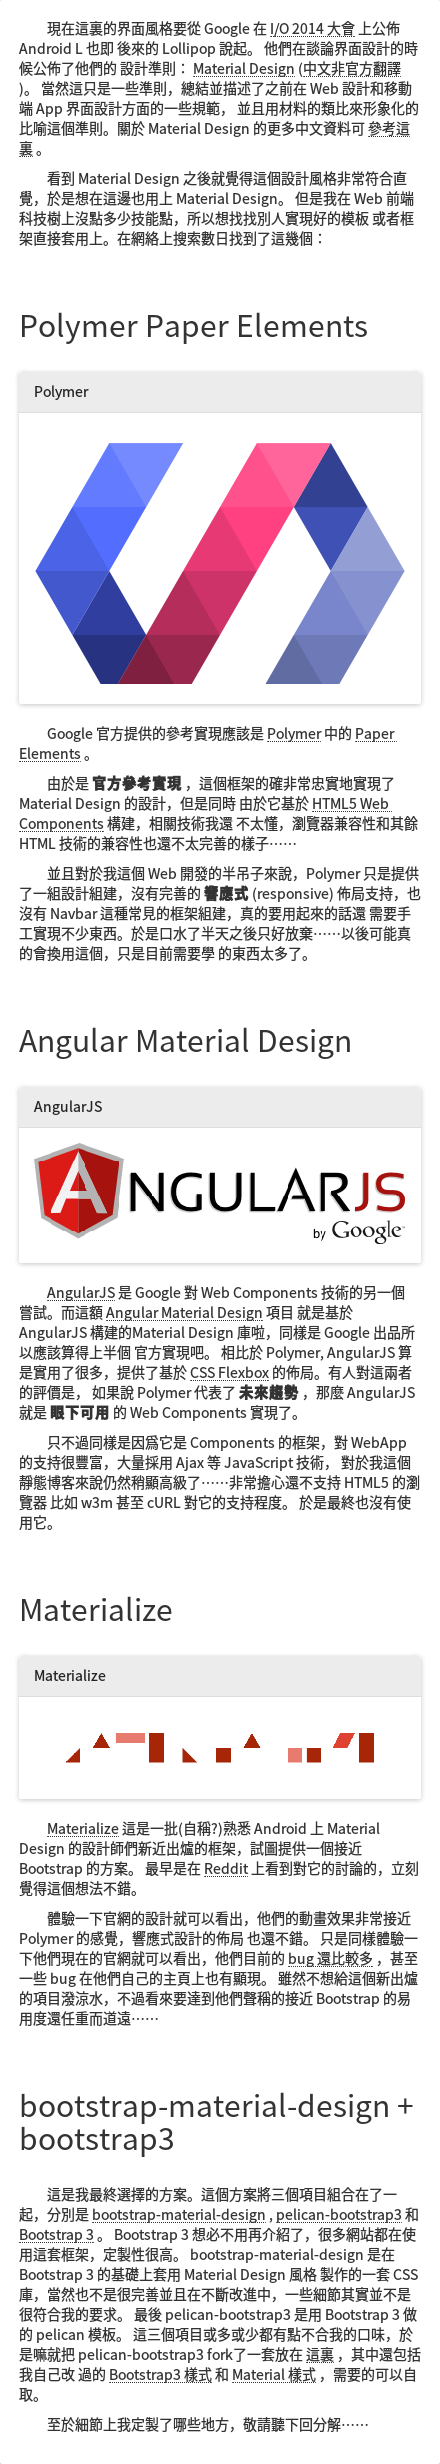 現在這裏的界面風格要從 Google 在 I/O 2014 大會 上公佈
Android L 也即 後來的 Lollipop 說起。 他們在談論界面設計的時
候公佈了他們的 設計準則： Material Design (中文非官方翻譯
)。 當然這只是一些準則，總結並描述了之前在 Web 設計和移動
端 App 界面設計方面的一些規範， 並且用材料的類比來形象化的
比喻這個準則。關於 Material Design 的更多中文資料可 參考這
裏 。
看到 Material Design 之後就覺得這個設計風格非常符合直
覺，於是想在這邊也用上 Material Design。 但是我在 Web 前端
科技樹上沒點多少技能點，所以想找找別人實現好的模板 或者框
架直接套用上。在網絡上搜索數日找到了這幾個：
Polymer Paper Elements
Polymer
Google 官方提供的參考實現應該是 Polymer 中的 Paper
Elements 。
由於是 官方參考實現 ，這個框架的確非常忠實地實現了
Material Design 的設計，但是同時 由於它基於 HTML5 Web
Components 構建，相關技術我還 不太懂，瀏覽器兼容性和其餘
HTML 技術的兼容性也還不太完善的樣子……
並且對於我這個 Web 開發的半吊子來說，Polymer 只是提供
了一組設計組建，沒有完善的 響應式 (responsive) 佈局支持，也
沒有 Navbar 這種常見的框架組建，真的要用起來的話還 需要手
工實現不少東西。於是口水了半天之後只好放棄……以後可能真
的會換用這個，只是目前需要學 的東西太多了。
Angular Material Design
AngularJS
ANGULARJS
by Google
AngularJS 是 Google 對 Web Components 技術的另一個
嘗試。而這額 Angular Material Design 項目 就是基於
AngularJS 構建的Material Design 庫啦，同樣是 Google 出品所
以應該算得上半個 官方實現吧。 相比於 Polymer, AngularJS 算
是實用了很多，提供了基於 CSS Flexbox 的佈局。有人對這兩者
的評價是， 如果說 Polymer 代表了 未來趨勢 ，那麼 AngularJS
就是 眼下可用 的 Web Components 實現了。
只不過同樣是因爲它是 Components 的框架，對 WebApp
的支持很豐富，大量採用 Ajax 等 JavaScript 技術， 對於我這個
靜態博客來說仍然稍顯高級了……非常擔心還不支持 HTML5 的瀏
覽器 比如 w3m 甚至 cURL 對它的支持程度。 於是最終也沒有使
用它。
Materialize
Materialize
Materialize 這是一批(自稱?)熟悉 Android 上 Material
Design 的設計師們新近出爐的框架，試圖提供一個接近
Bootstrap 的方案。 最早是在 Reddit 上看到對它的討論的，立刻
覺得這個想法不錯。
體驗一下官網的設計就可以看出，他們的動畫效果非常接近
Polymer 的感覺，響應式設計的佈局 也還不錯。 只是同樣體驗一
下他們現在的官網就可以看出，他們目前的 bug 還比較多 ，甚至
一些 bug 在他們自己的主頁上也有顯現。 雖然不想給這個新出爐
的項目潑涼水，不過看來要達到他們聲稱的接近 Bootstrap 的易
用度還任重而道遠……
bootstrap-material-design +
bootstrap3
這是我最終選擇的方案。這個方案將三個項目組合在了一
起，分別是 bootstrap-material-design , pelican-bootstrap3 和
Bootstrap 3 。 Bootstrap 3 想必不用再介紹了，很多網站都在使
用這套框架，定製性很高。 bootstrap-material-design 是在
Bootstrap 3 的基礎上套用 Material Design 風格 製作的一套 CSS
庫，當然也不是很完善並且在不斷改進中，一些細節其實並不是
很符合我的要求。 最後 pelican-bootstrap3 是用 Bootstrap 3 做
的 pelican 模板。 這三個項目或多或少都有點不合我的口味，於
是嘛就把 pelican-bootstrap3 fork了一套放在 這裏 ，其中還包括
我自己改 過的 Bootstrap3 樣式 和 Material 樣式 ，需要的可以自
取。
至於細節上我定製了哪些地方，敬請聽下回分解……